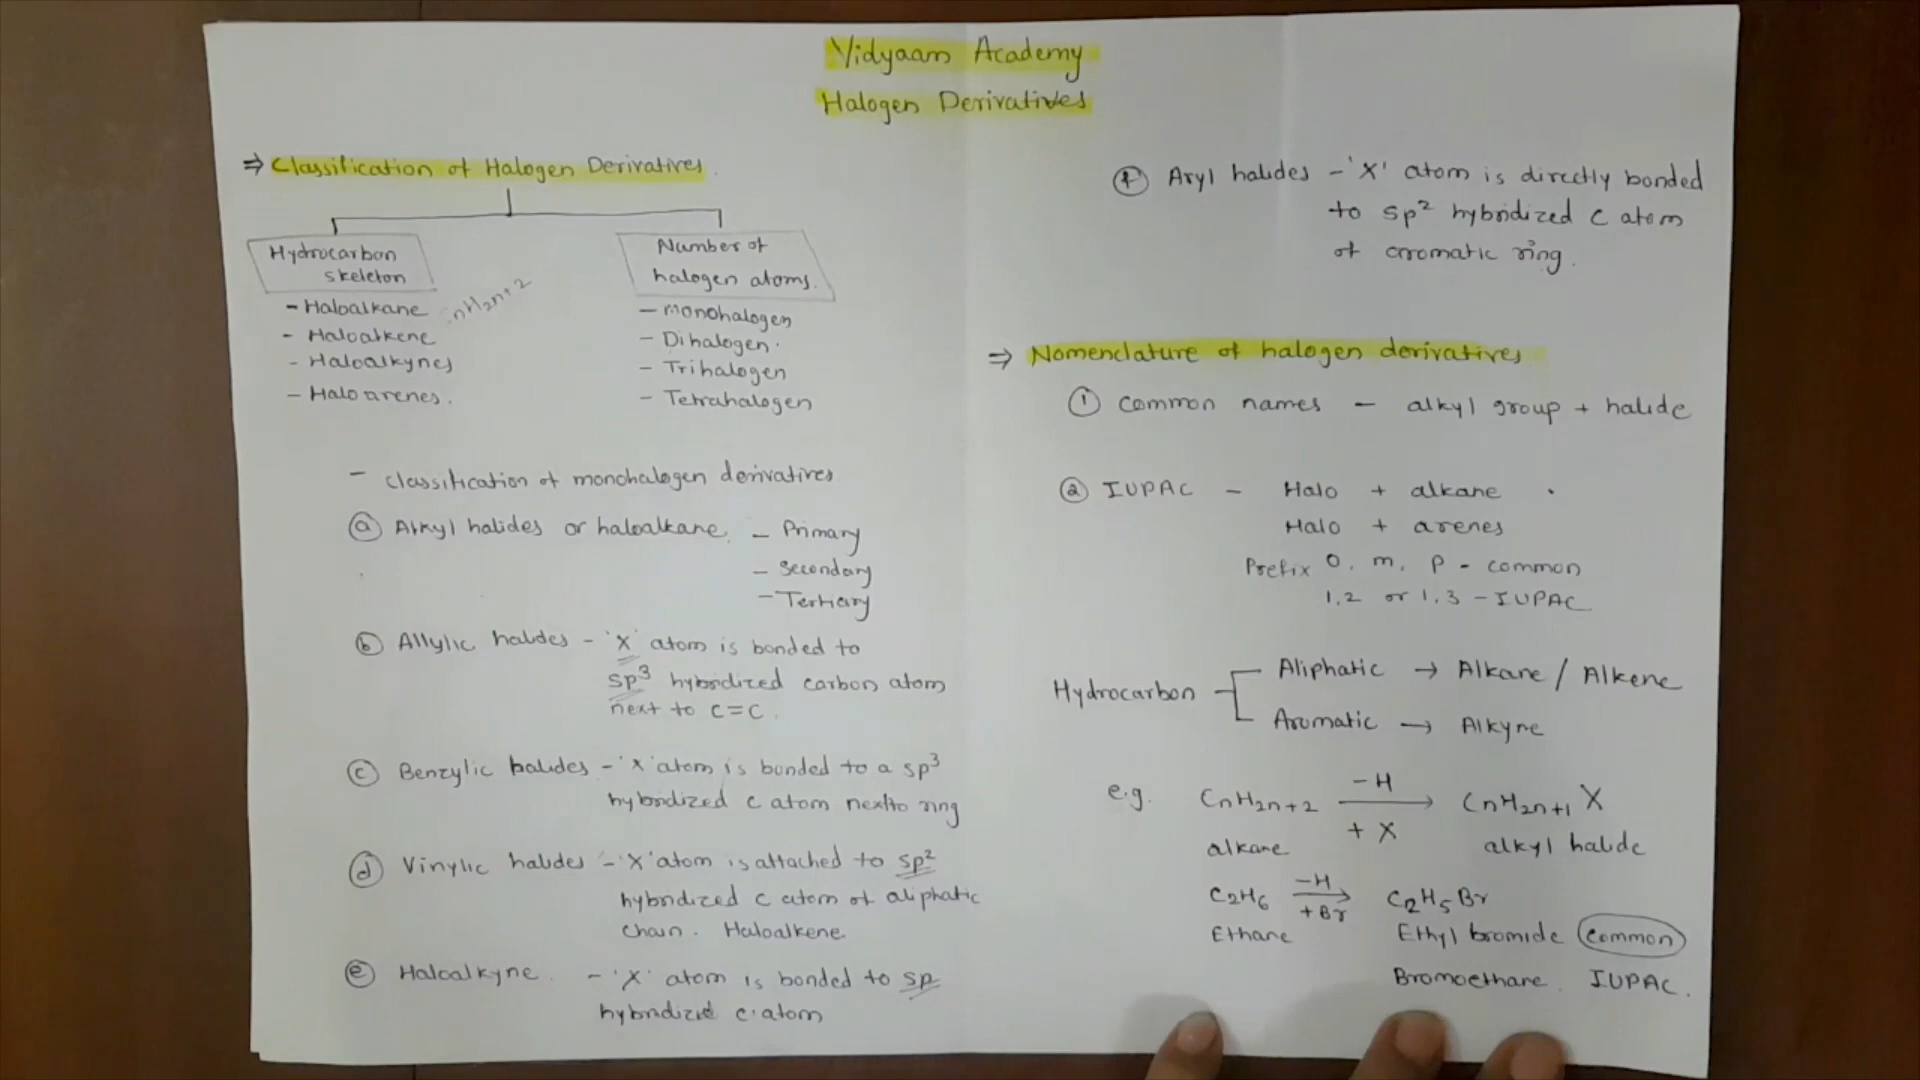 Vidyaam Academy
Halogen Derivatives
⇒ Classification of Halogen Derivatives.
Hydrocarbon
skeleton
- Haloalkane CnH2n+2
- Haloalkene
- Haloalkynes
- Haloarenes.
Number of
halogen atoms.
- Monohalogen
- Dihalogen.
- Trihalogen
- Tetrahalogen
- classification of monohalogen derivatives
ⓐ Alkyl halides or haloalkane. - Primary
- Secondary
- Tertiary
ⓑ Allylic halides - 'X' atom is bonded to
sp³ hybridized carbon atom
next to C=C.
ⓒ Benzylic halides - 'X' atom is bonded to a sp³
hybridized C atom next to ring
ⓓ Vinylic halides - 'X' atom is attached to sp²
hybridized C atom of aliphatic
chain. Haloalkene
ⓔ Haloalkyne. - 'X' atom is bonded to sp
hybridized C.atom
ⓕ Aryl halides - 'X' atom is directly bonded
to sp² hybridized C atom
of aromatic ring.
⇒ Nomenclature of halogen derivatives
① Common names - alkyl group + halide
② IUPAC - Halo + alkane .
Halo + arenes
Prefix O, m, P - common
1,2 or 1,3 - IUPAC
Hydrocarbon
Aliphatic → Alkane / Alkene
Aromatic → Alkyne
-H
e.g. CnH2n+2 → CnH2n+1 X
+ X
alkane alkyl halide
-H
C2H6 → C2H5Br
+Br
Ethane Ethyl bromide common
Bromoethane. IUPAC.